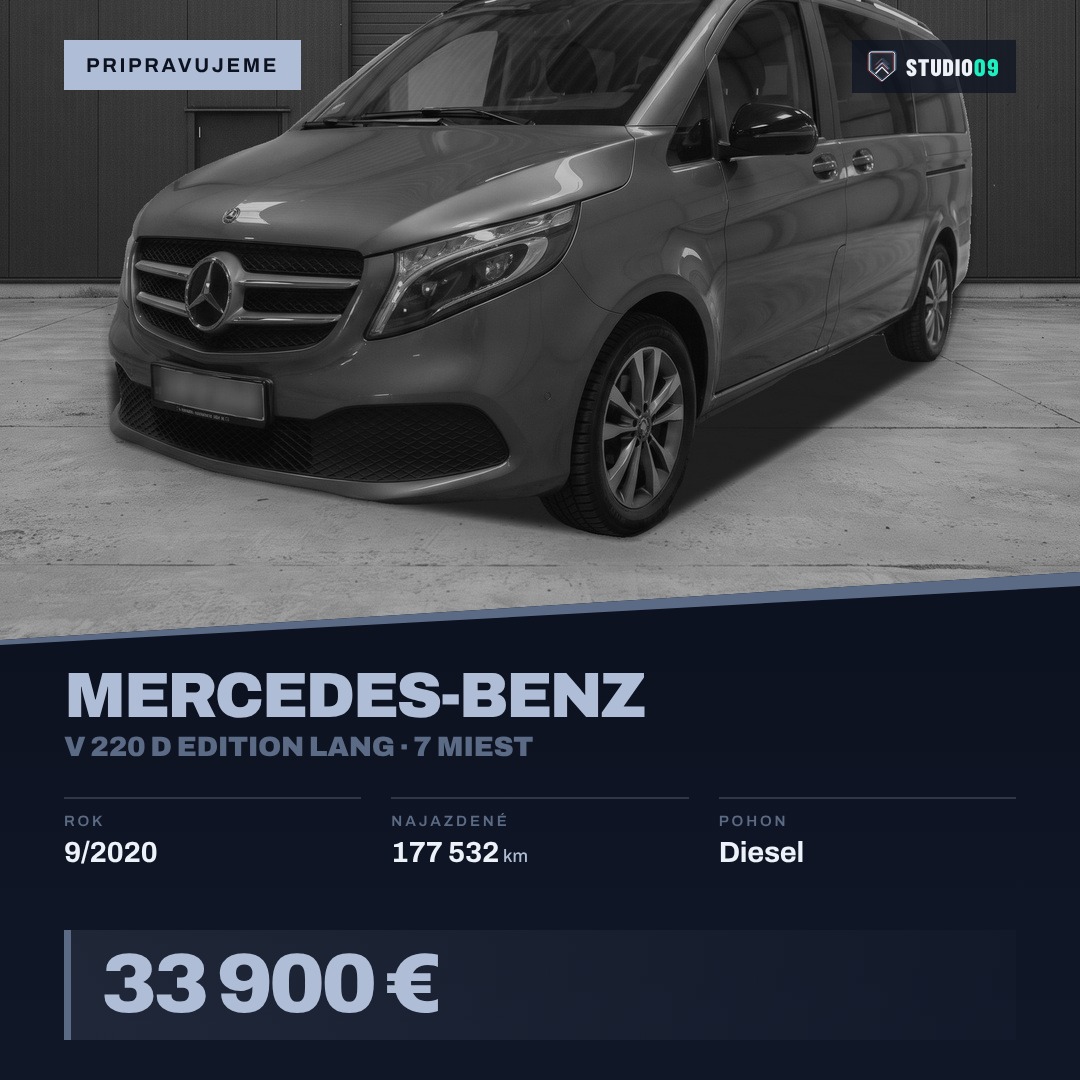 PRIPRAVUJEME
STUDIO09
MERCEDES-BENZ
V 220 D EDITION LANG · 7 MIEST
ROK
NAJAZDENÉ
POHON
9/2020
177 532 km
Diesel
33 900 €